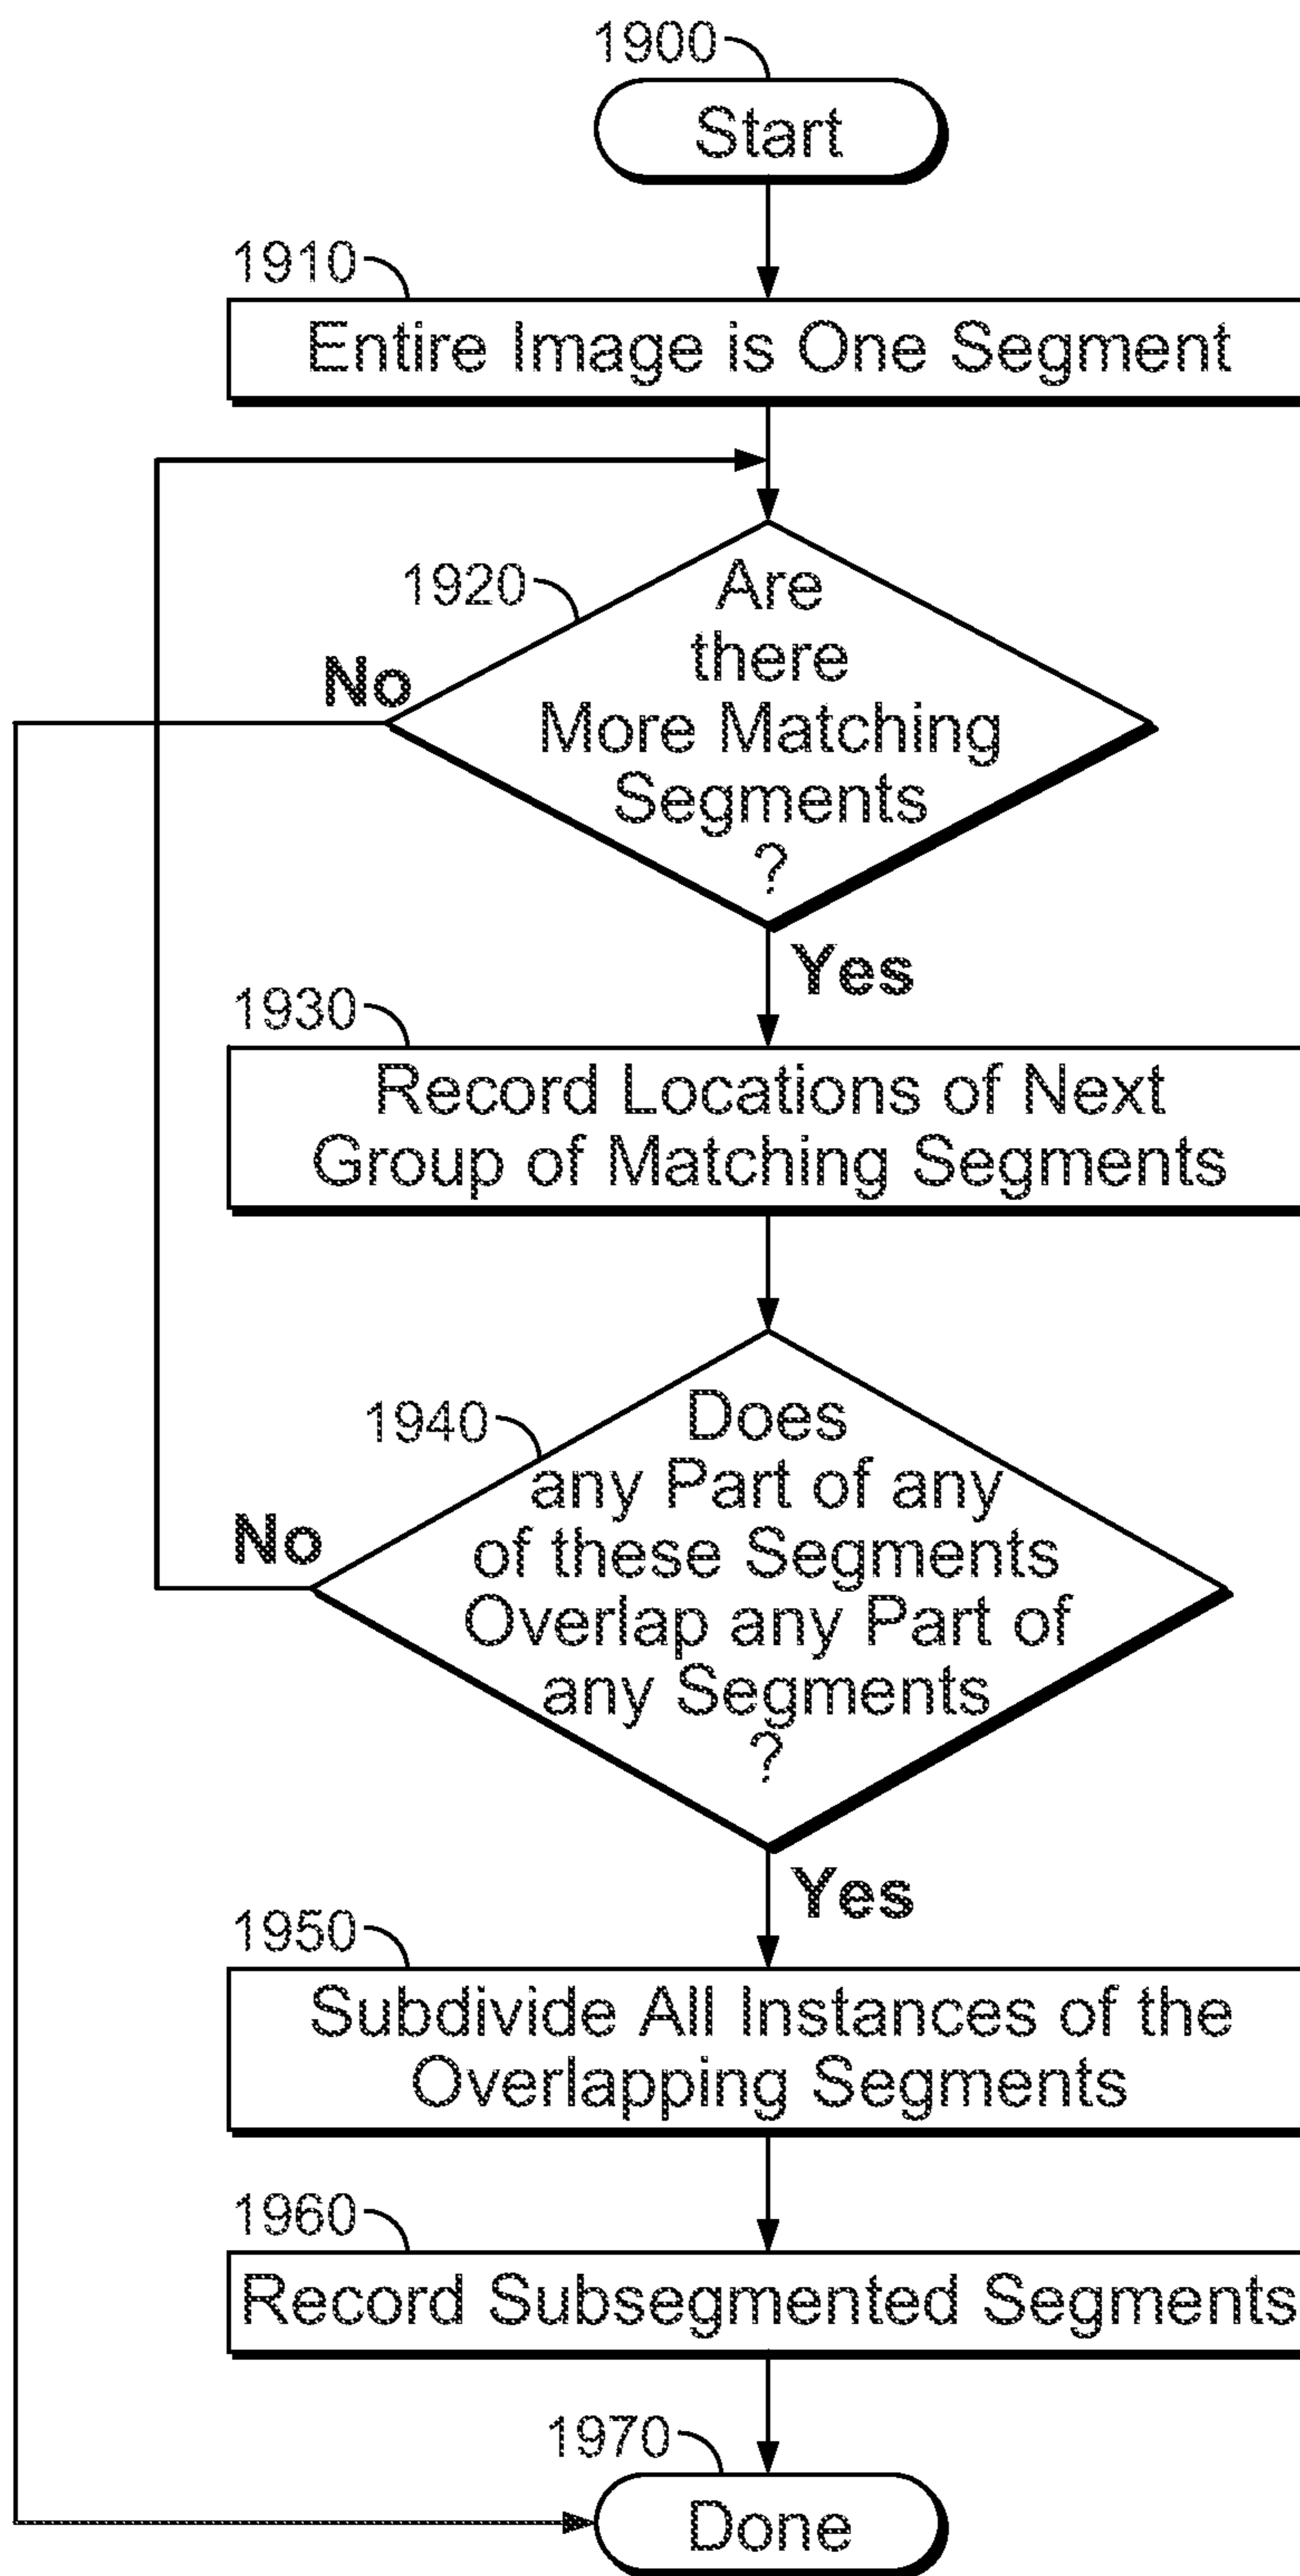 1900
Start
1910
Entire Image is One Segment
1920
Are
there
More Matching
Segments
?
No
Yes
1930
Record Locations of Next
Group of Matching Segments
1940
Does
any Part of any
of these Segments
Overlap any Part of
any Segments
?
No
Yes
1950
Subdivide All Instances of the
Overlapping Segments
1960
Record Subsegmented Segments
1970
Done